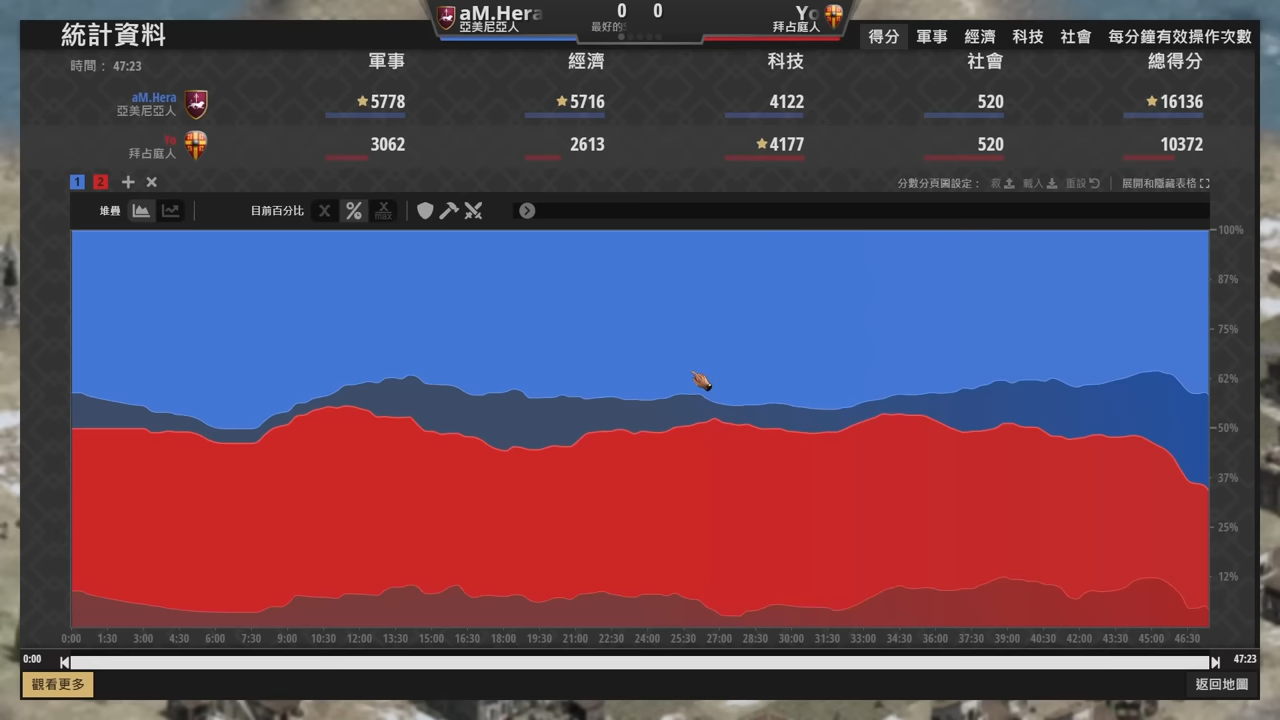 aM.Hera
亞美尼亞人
0 0
最好的
Yo
拜占庭人
統計資料
得分 軍事 經濟 科技 社會 每分鐘有效操作次數
時間： 47:23
軍事 經濟 科技 社會 總得分
aM.Hera
亞美尼亞人
5778 5716 4122 520 16136
Yo
拜占庭人
3062 2613 4177 520 10372
1 2
分數分頁圖設定： 載入 重設 展開和隱藏表格
堆疊 目前百分比 X % X max
100%
87%
75%
62%
50%
37%
25%
12%
0:00 1:30 3:00 4:30 6:00 7:30 9:00 10:30 12:00 13:30 15:00 16:30 18:00 19:30 21:00 22:30 24:00 25:30 27:00 28:30 30:00 31:30 33:00 34:30 36:00 37:30 39:00 40:30 42:00 43:30 45:00 46:30
0:00 47:23
觀看更多 返回地圖